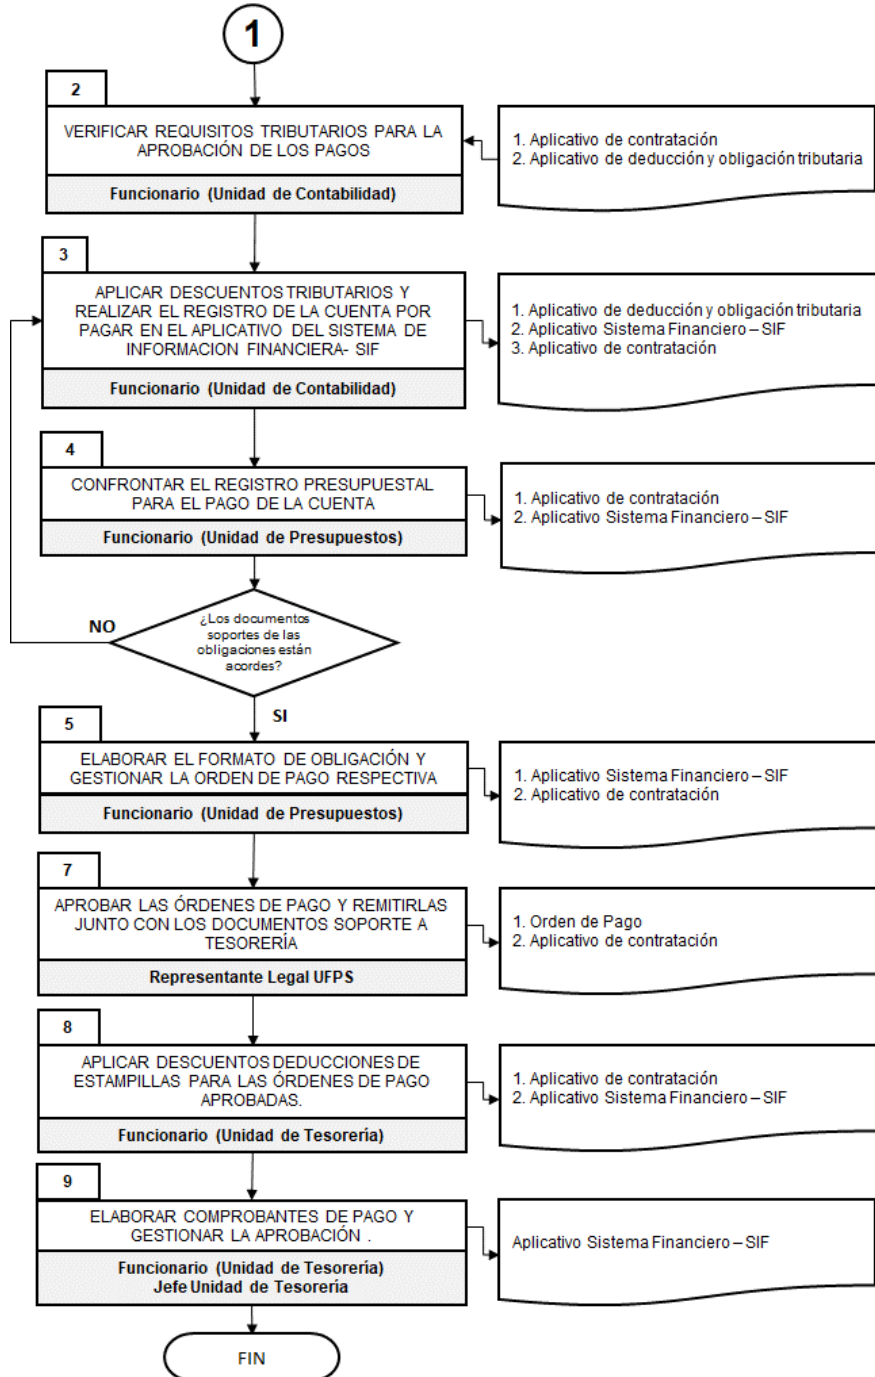 1
2
VERIFICAR REQUISITOS TRIBUTARIOS PARA LA
APROBACIÓN DE LOS PAGOS
Funcionario (Unidad de Contabilidad)
1. Aplicativo de contratación
2. Aplicativo de deducción y obligación tributaria
3
APLICAR DESCUENTOS TRIBUTARIOS Y
REALIZAR EL REGISTRO DE LA CUENTA POR
PAGAR EN EL APLICATIVO DEL SISTEMA DE
INFORMACION FINANCIERA- SIF
Funcionario (Unidad de Contabilidad)
1. Aplicativo de deducción y obligación tributaria
2. Aplicativo Sistema Financiero – SIF
3. Aplicativo de contratación
4
CONFRONTAR EL REGISTRO PRESUPUESTAL
PARA EL PAGO DE LA CUENTA
Funcionario (Unidad de Presupuestos)
1. Aplicativo de contratación
2. Aplicativo Sistema Financiero – SIF
NO
¿Los documentos
soportes de las
obligaciones están
acordes?
SI
5
ELABORAR EL FORMATO DE OBLIGACIÓN Y
GESTIONAR LA ORDEN DE PAGO RESPECTIVA
Funcionario (Unidad de Presupuestos)
1. Aplicativo Sistema Financiero – SIF
2. Aplicativo de contratación
7
APROBAR LAS ÓRDENES DE PAGO Y REMITIRLAS
JUNTO CON LOS DOCUMENTOS SOPORTE A
TESORERÍA
Representante Legal UFPS
1. Orden de Pago
2. Aplicativo de contratación
8
APLICAR DESCUENTOS DEDUCCIONES DE
ESTAMPILLAS PARA LAS ÓRDENES DE PAGO
APROBADAS.
Funcionario (Unidad de Tesorería)
1. Aplicativo de contratación
2. Aplicativo Sistema Financiero – SIF
9
ELABORAR COMPROBANTES DE PAGO Y
GESTIONAR LA APROBACIÓN .
Funcionario (Unidad de Tesorería)
Jefe Unidad de Tesorería
Aplicativo Sistema Financiero – SIF
FIN